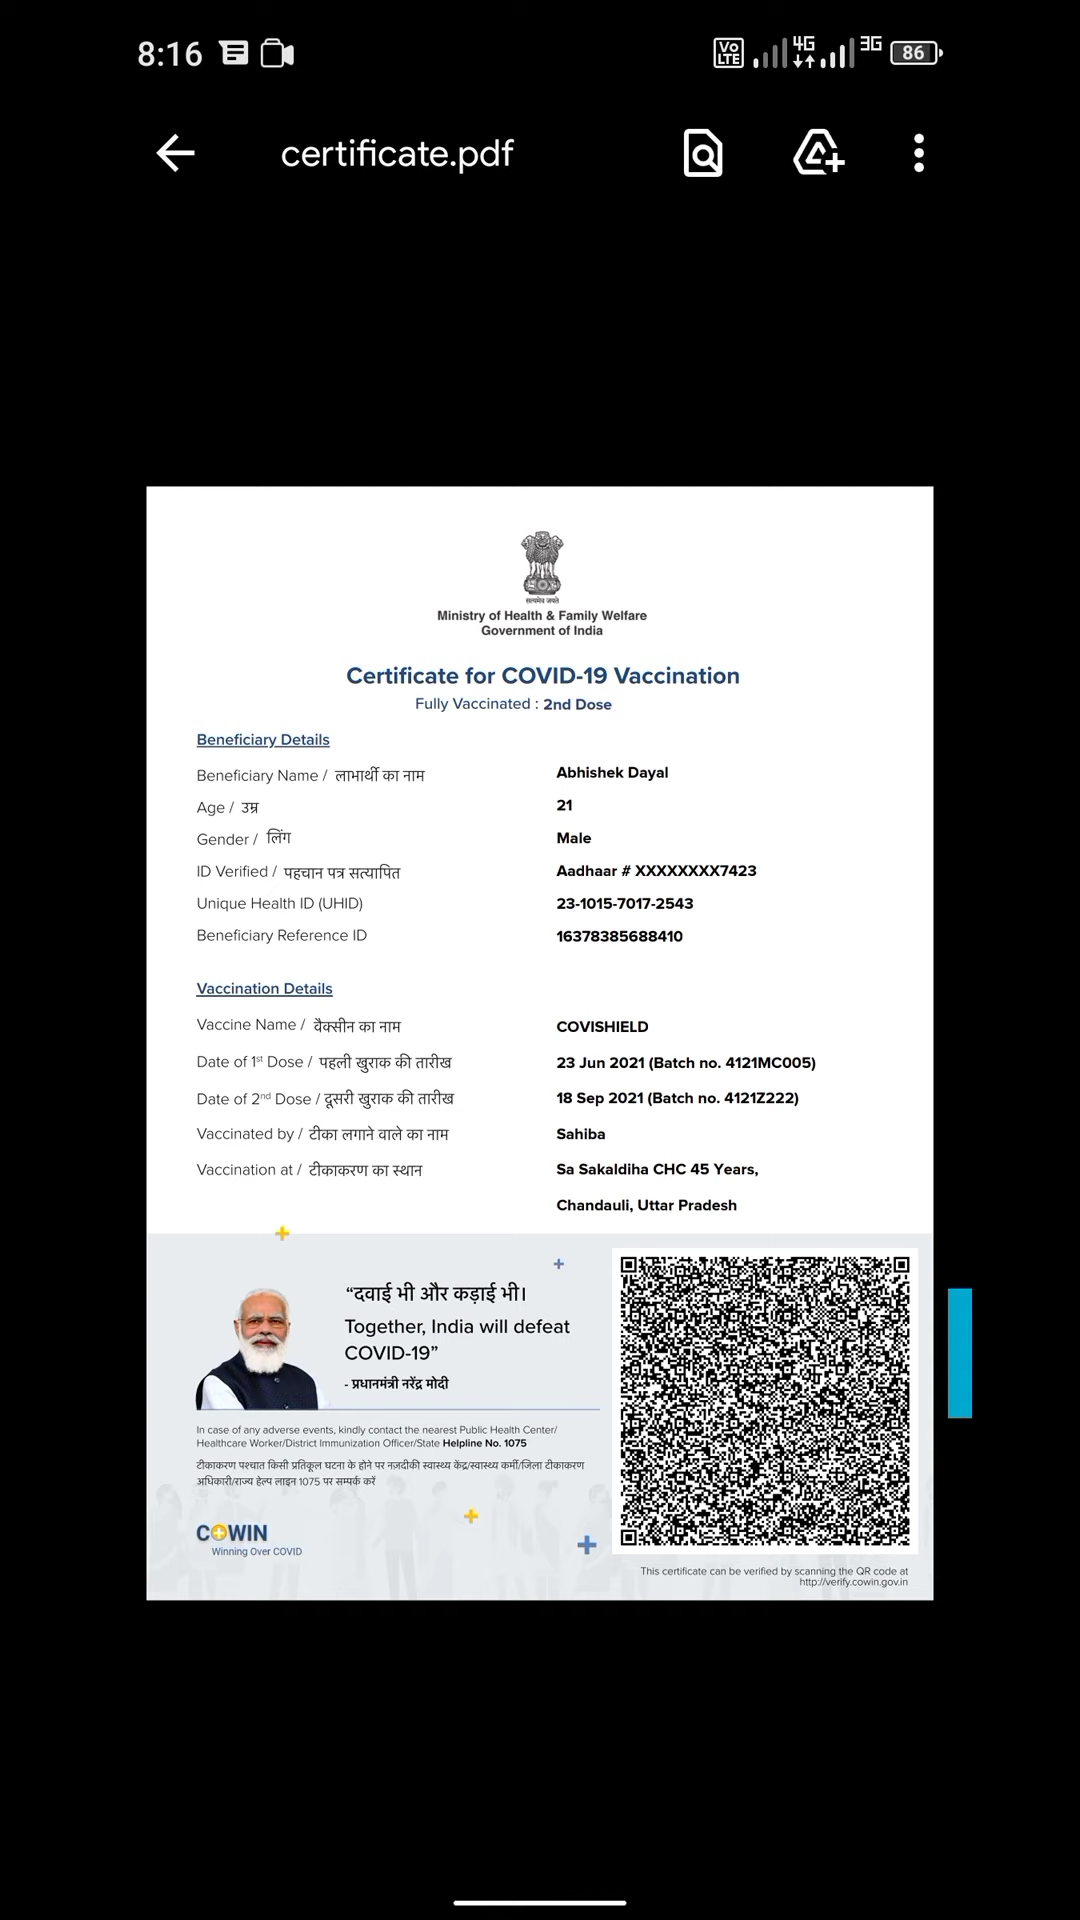 8:16 VoLTE 4G 3G 86
certificate.pdf
सत्यमेव जयते
Ministry of Health & Family Welfare
Government of India
Certificate for COVID-19 Vaccination
Fully Vaccinated : 2nd Dose
Beneficiary Details
Beneficiary Name / लाभार्थी का नाम Abhishek Dayal
Age / उम्र 21
Gender / लिंग Male
ID Verified / पहचान पत्र सत्यापित Aadhaar # XXXXXXXX7423
Unique Health ID (UHID) 23-1015-7017-2543
Beneficiary Reference ID 16378385688410
Vaccination Details
Vaccine Name / वैक्सीन का नाम COVISHIELD
Date of 1st Dose / पहली खुराक की तारीख 23 Jun 2021 (Batch no. 4121MC005)
Date of 2nd Dose / दूसरी खुराक की तारीख 18 Sep 2021 (Batch no. 4121Z222)
Vaccinated by / टीका लगाने वाले का नाम Sahiba
Vaccination at / टीकाकरण का स्थान Sa Sakaldiha CHC 45 Years,
Chandauli, Uttar Pradesh
“दवाई भी और कड़ाई भी।
Together, India will defeat
COVID-19”
- प्रधानमंत्री नरेंद्र मोदी
In case of any adverse events, kindly contact the nearest Public Health Center/
Healthcare Worker/District Immunization Officer/State Helpline No. 1075
टीकाकरण पश्चात किसी प्रतिकूल घटना के होने पर नज़दीकी स्वास्थ्य केंद्र/स्वास्थ्य कर्मी/जिला टीकाकरण
अधिकारी/राज्य हेल्प लाइन 1075 पर सम्पर्क करें
COWIN
Winning Over COVID
This certificate can be verified by scanning the QR code at
http://verify.cowin.gov.in